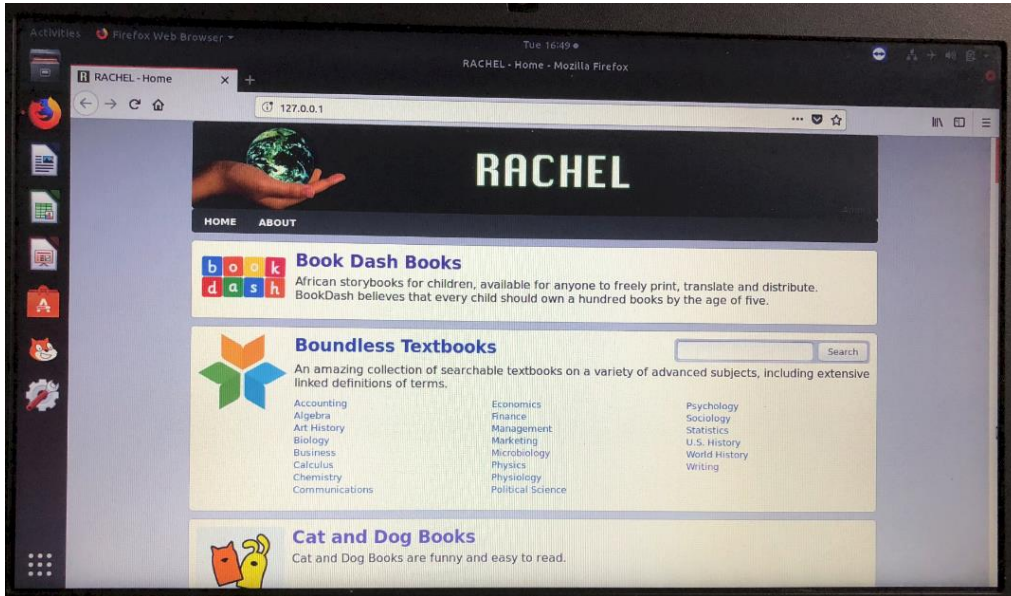 Activities Firefox Web Browser
Tue 16:49
RACHEL - Home - Mozilla Firefox
RACHEL - Home
127.0.0.1
RACHEL
HOME ABOUT
book
dash
Book Dash Books
African storybooks for children, available for anyone to freely print, translate and distribute.
BookDash believes that every child should own a hundred books by the age of five.
Boundless Textbooks
Search
An amazing collection of searchable textbooks on a variety of advanced subjects, including extensive
linked definitions of terms.
Accounting Economics Psychology
Algebra Finance Sociology
Art History Management Statistics
Biology Marketing U.S. History
Business Microbiology World History
Calculus Physics Writing
Chemistry Physiology
Communications Political Science
Cat and Dog Books
Cat and Dog Books are funny and easy to read.